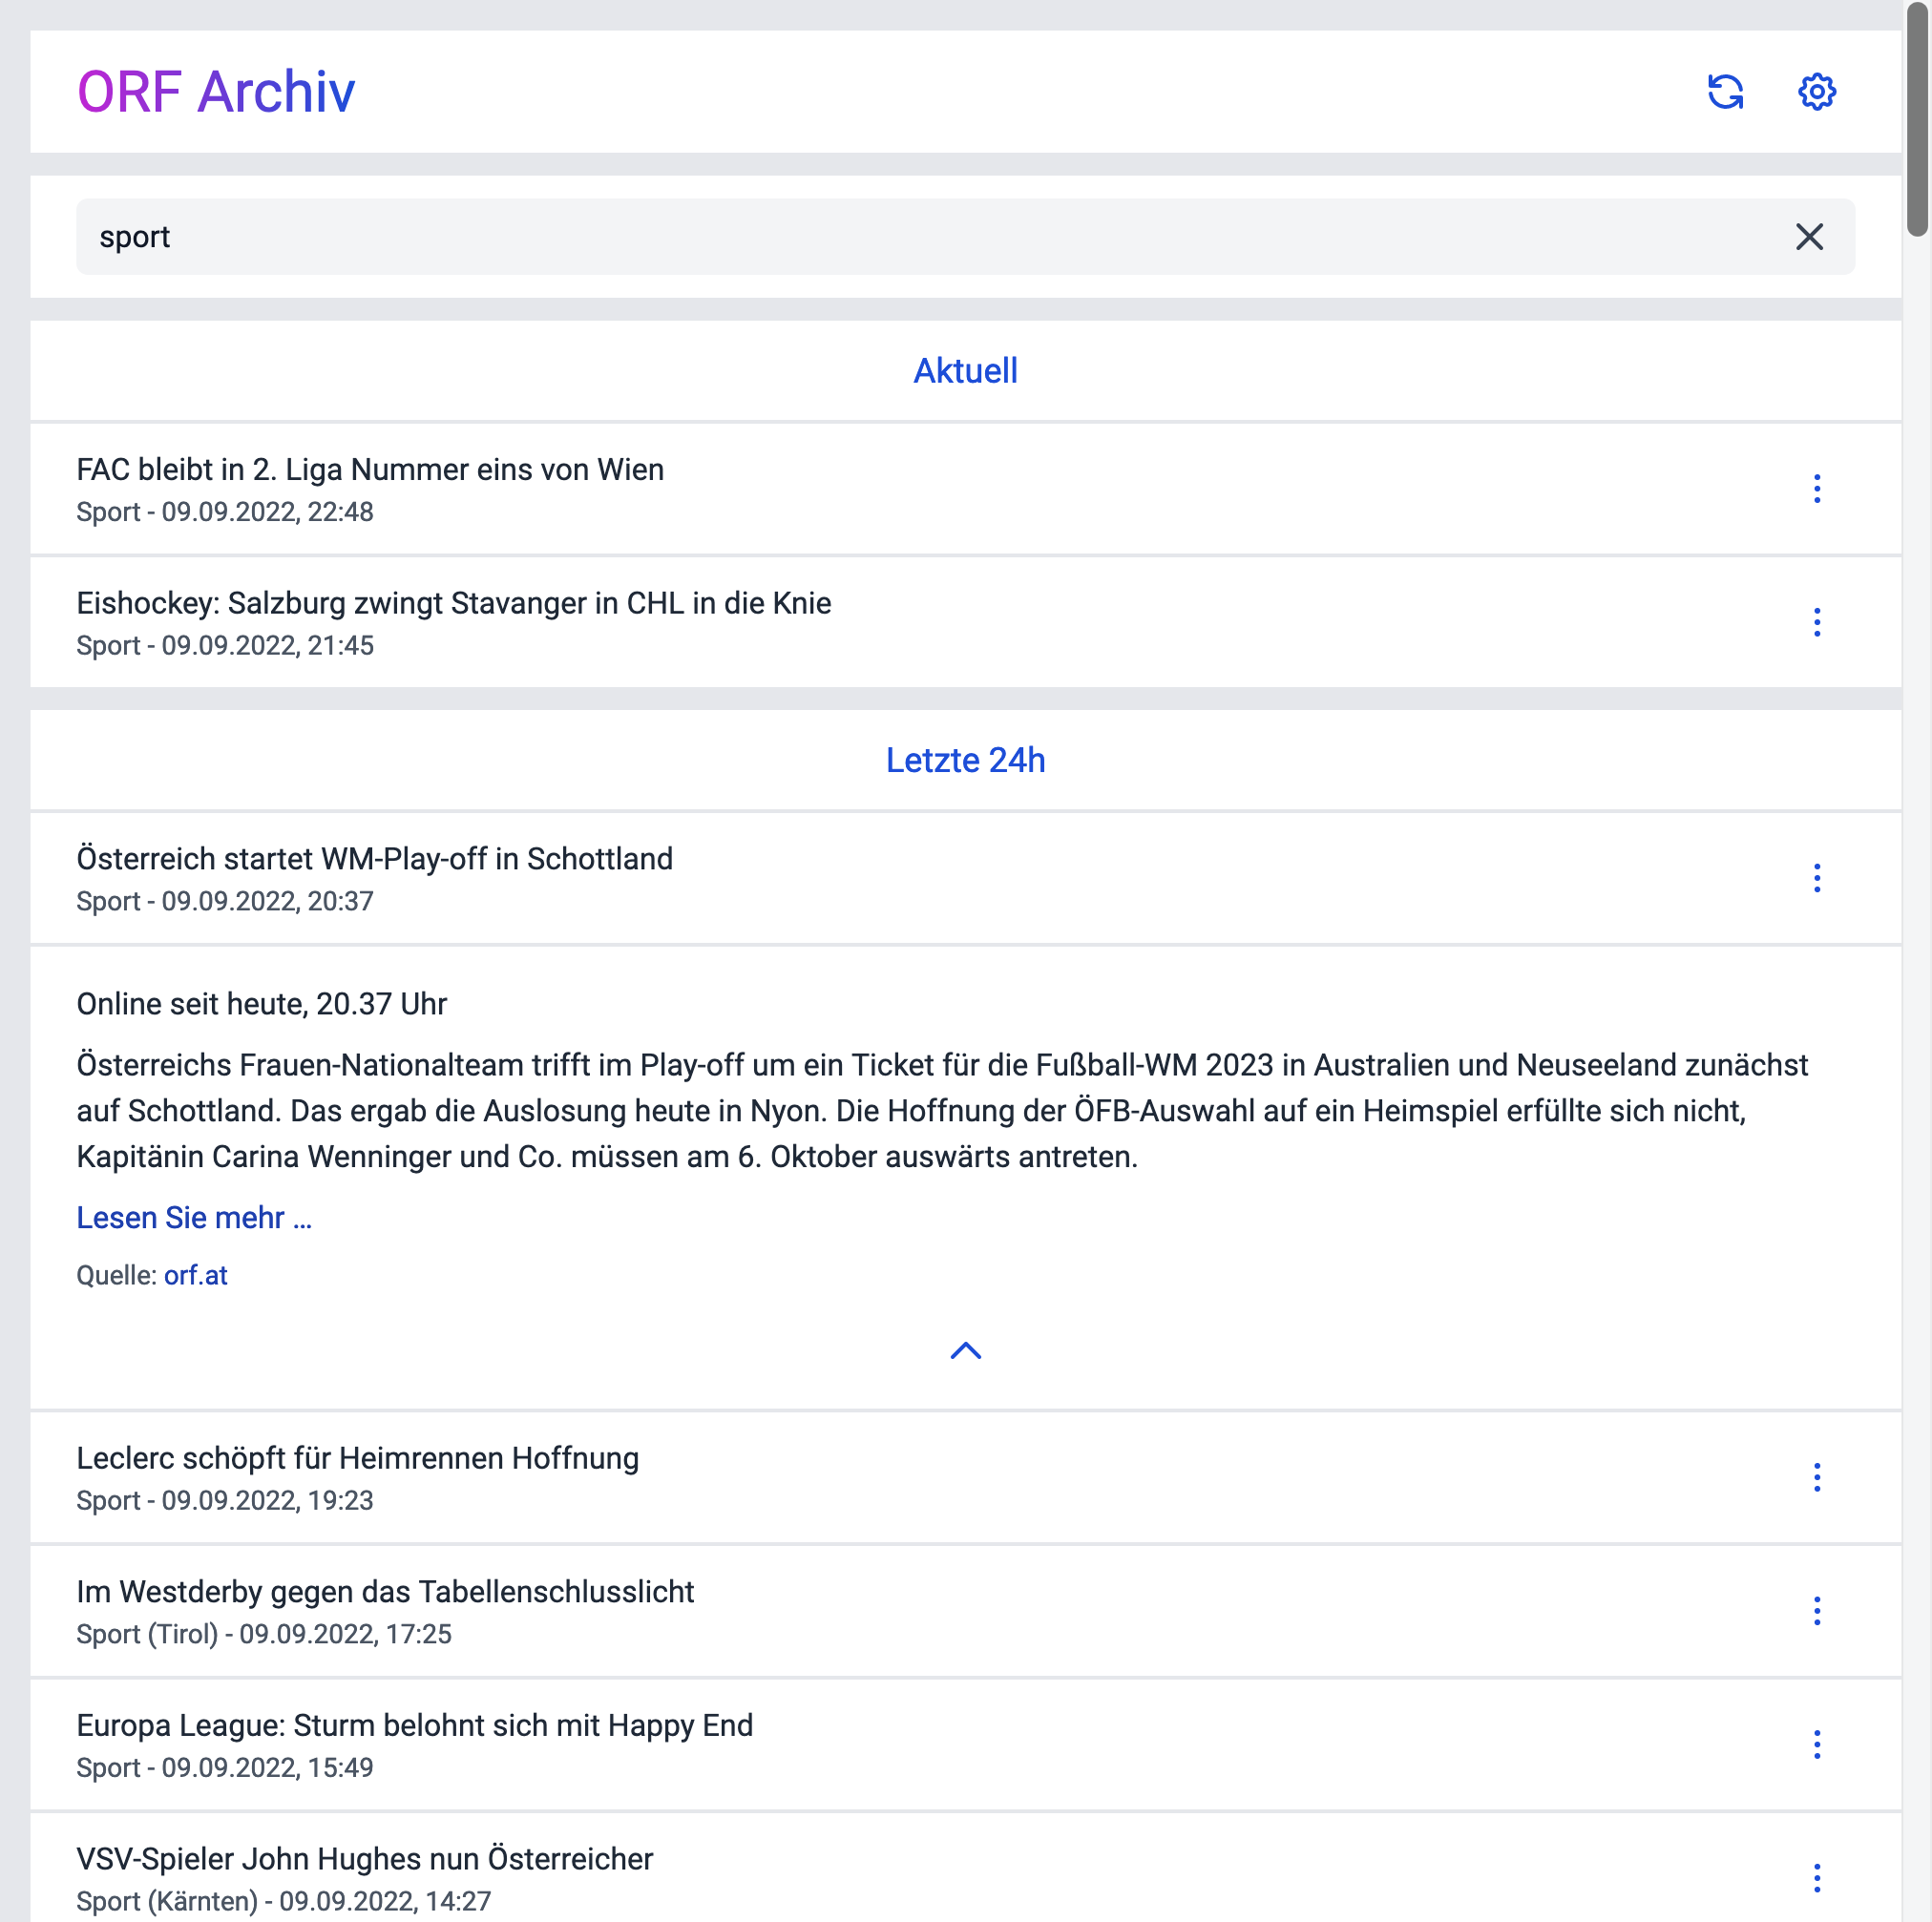 ORF Archiv
sport
Aktuell
FAC bleibt in 2. Liga Nummer eins von Wien
Sport - 09.09.2022, 22:48
Eishockey: Salzburg zwingt Stavanger in CHL in die Knie
Sport - 09.09.2022, 21:45
Letzte 24h
Österreich startet WM-Play-off in Schottland
Sport - 09.09.2022, 20:37
Online seit heute, 20.37 Uhr
Österreichs Frauen-Nationalteam trifft im Play-off um ein Ticket für die Fußball-WM 2023 in Australien und Neuseeland zunächst
auf Schottland. Das ergab die Auslosung heute in Nyon. Die Hoffnung der ÖFB-Auswahl auf ein Heimspiel erfüllte sich nicht,
Kapitänin Carina Wenninger und Co. müssen am 6. Oktober auswärts antreten.
Lesen Sie mehr …
Quelle: orf.at
Leclerc schöpft für Heimrennen Hoffnung
Sport - 09.09.2022, 19:23
Im Westderby gegen das Tabellenschlusslicht
Sport (Tirol) - 09.09.2022, 17:25
Europa League: Sturm belohnt sich mit Happy End
Sport - 09.09.2022, 15:49
VSV-Spieler John Hughes nun Österreicher
Sport (Kärnten) - 09.09.2022, 14:27